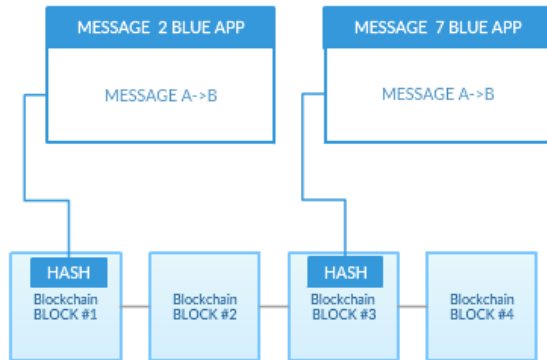 MESSAGE 2 BLUE APP
MESSAGE 7 BLUE APP
MESSAGE A->B
MESSAGE A->B
HASH
HASH
Blockchain
BLOCK #1
Blockchain
BLOCK #2
Blockchain
BLOCK #3
Blockchain
BLOCK #4